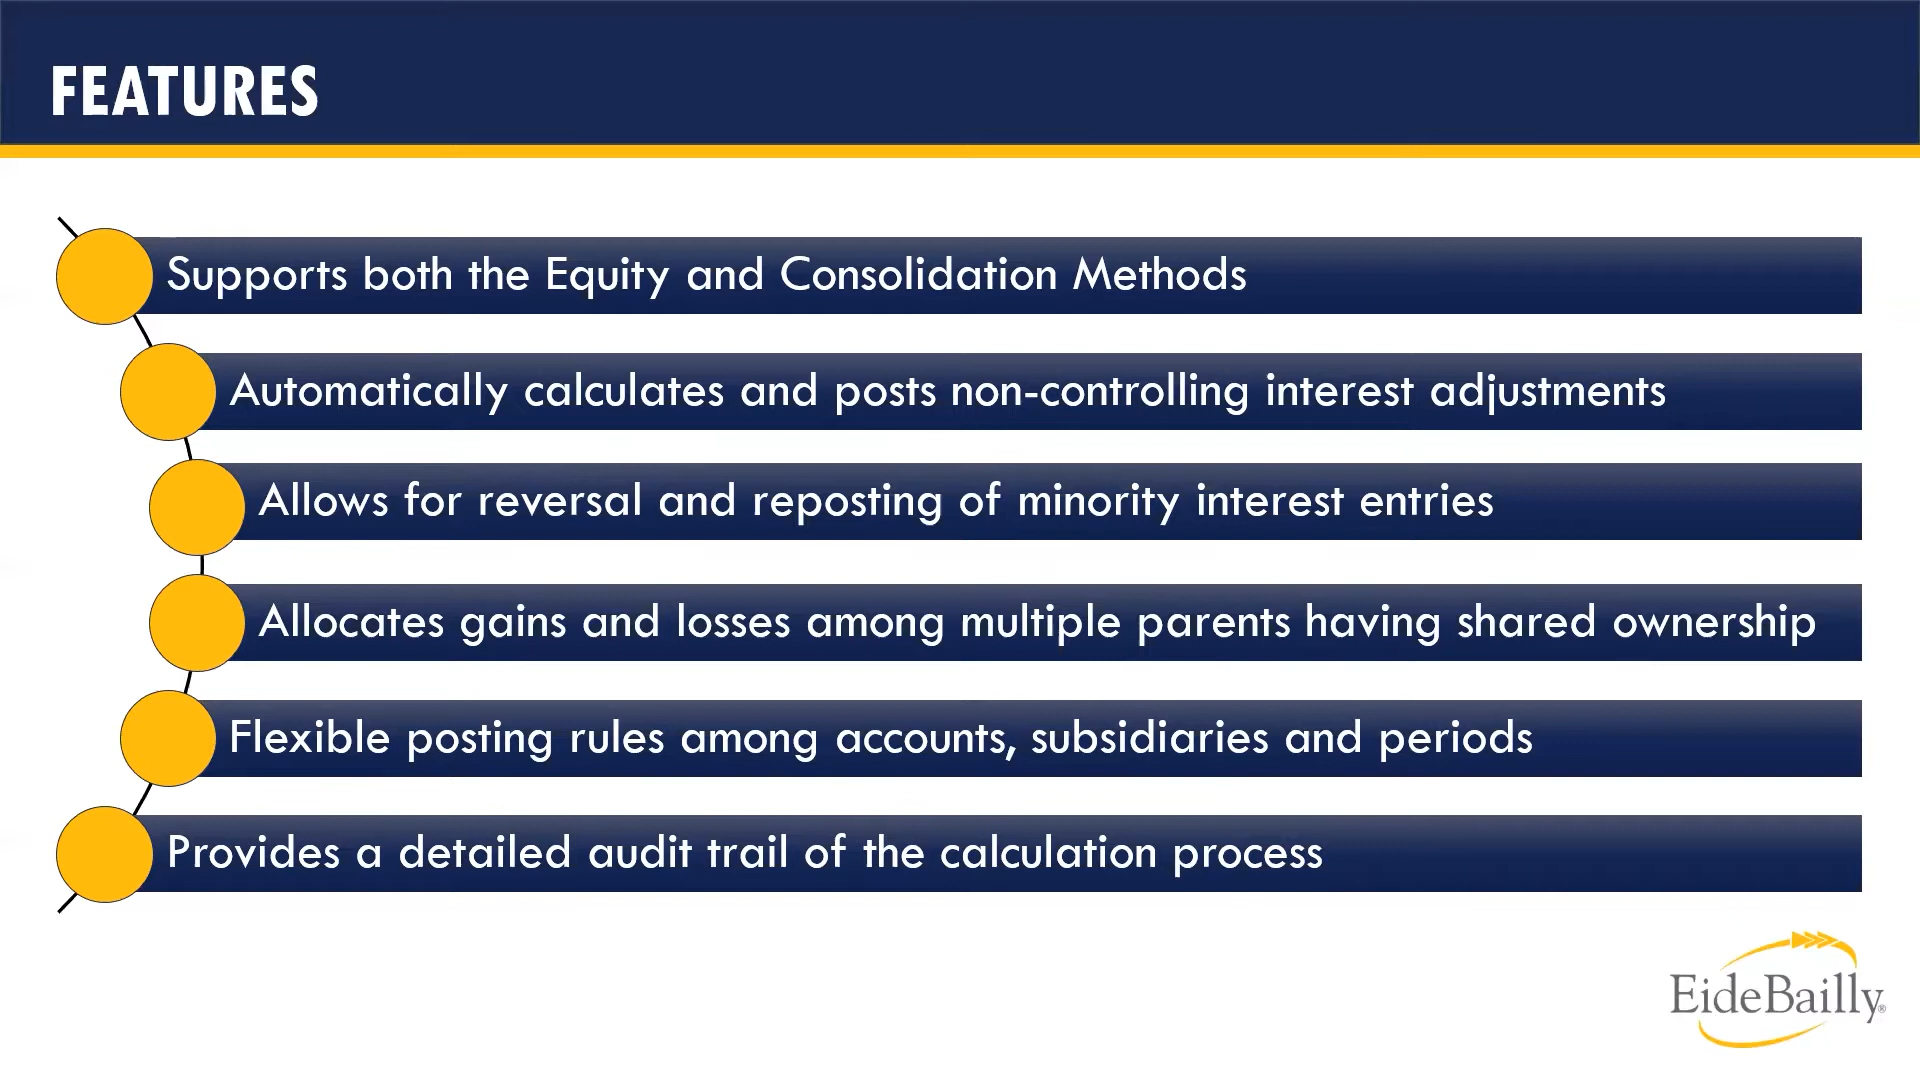 FEATURES
Supports both the Equity and Consolidation Methods
Automatically calculates and posts non-controlling interest adjustments
Allows for reversal and reposting of minority interest entries
Allocates gains and losses among multiple parents having shared ownership
Flexible posting rules among accounts, subsidiaries and periods
Provides a detailed audit trail of the calculation process
EideBailly®